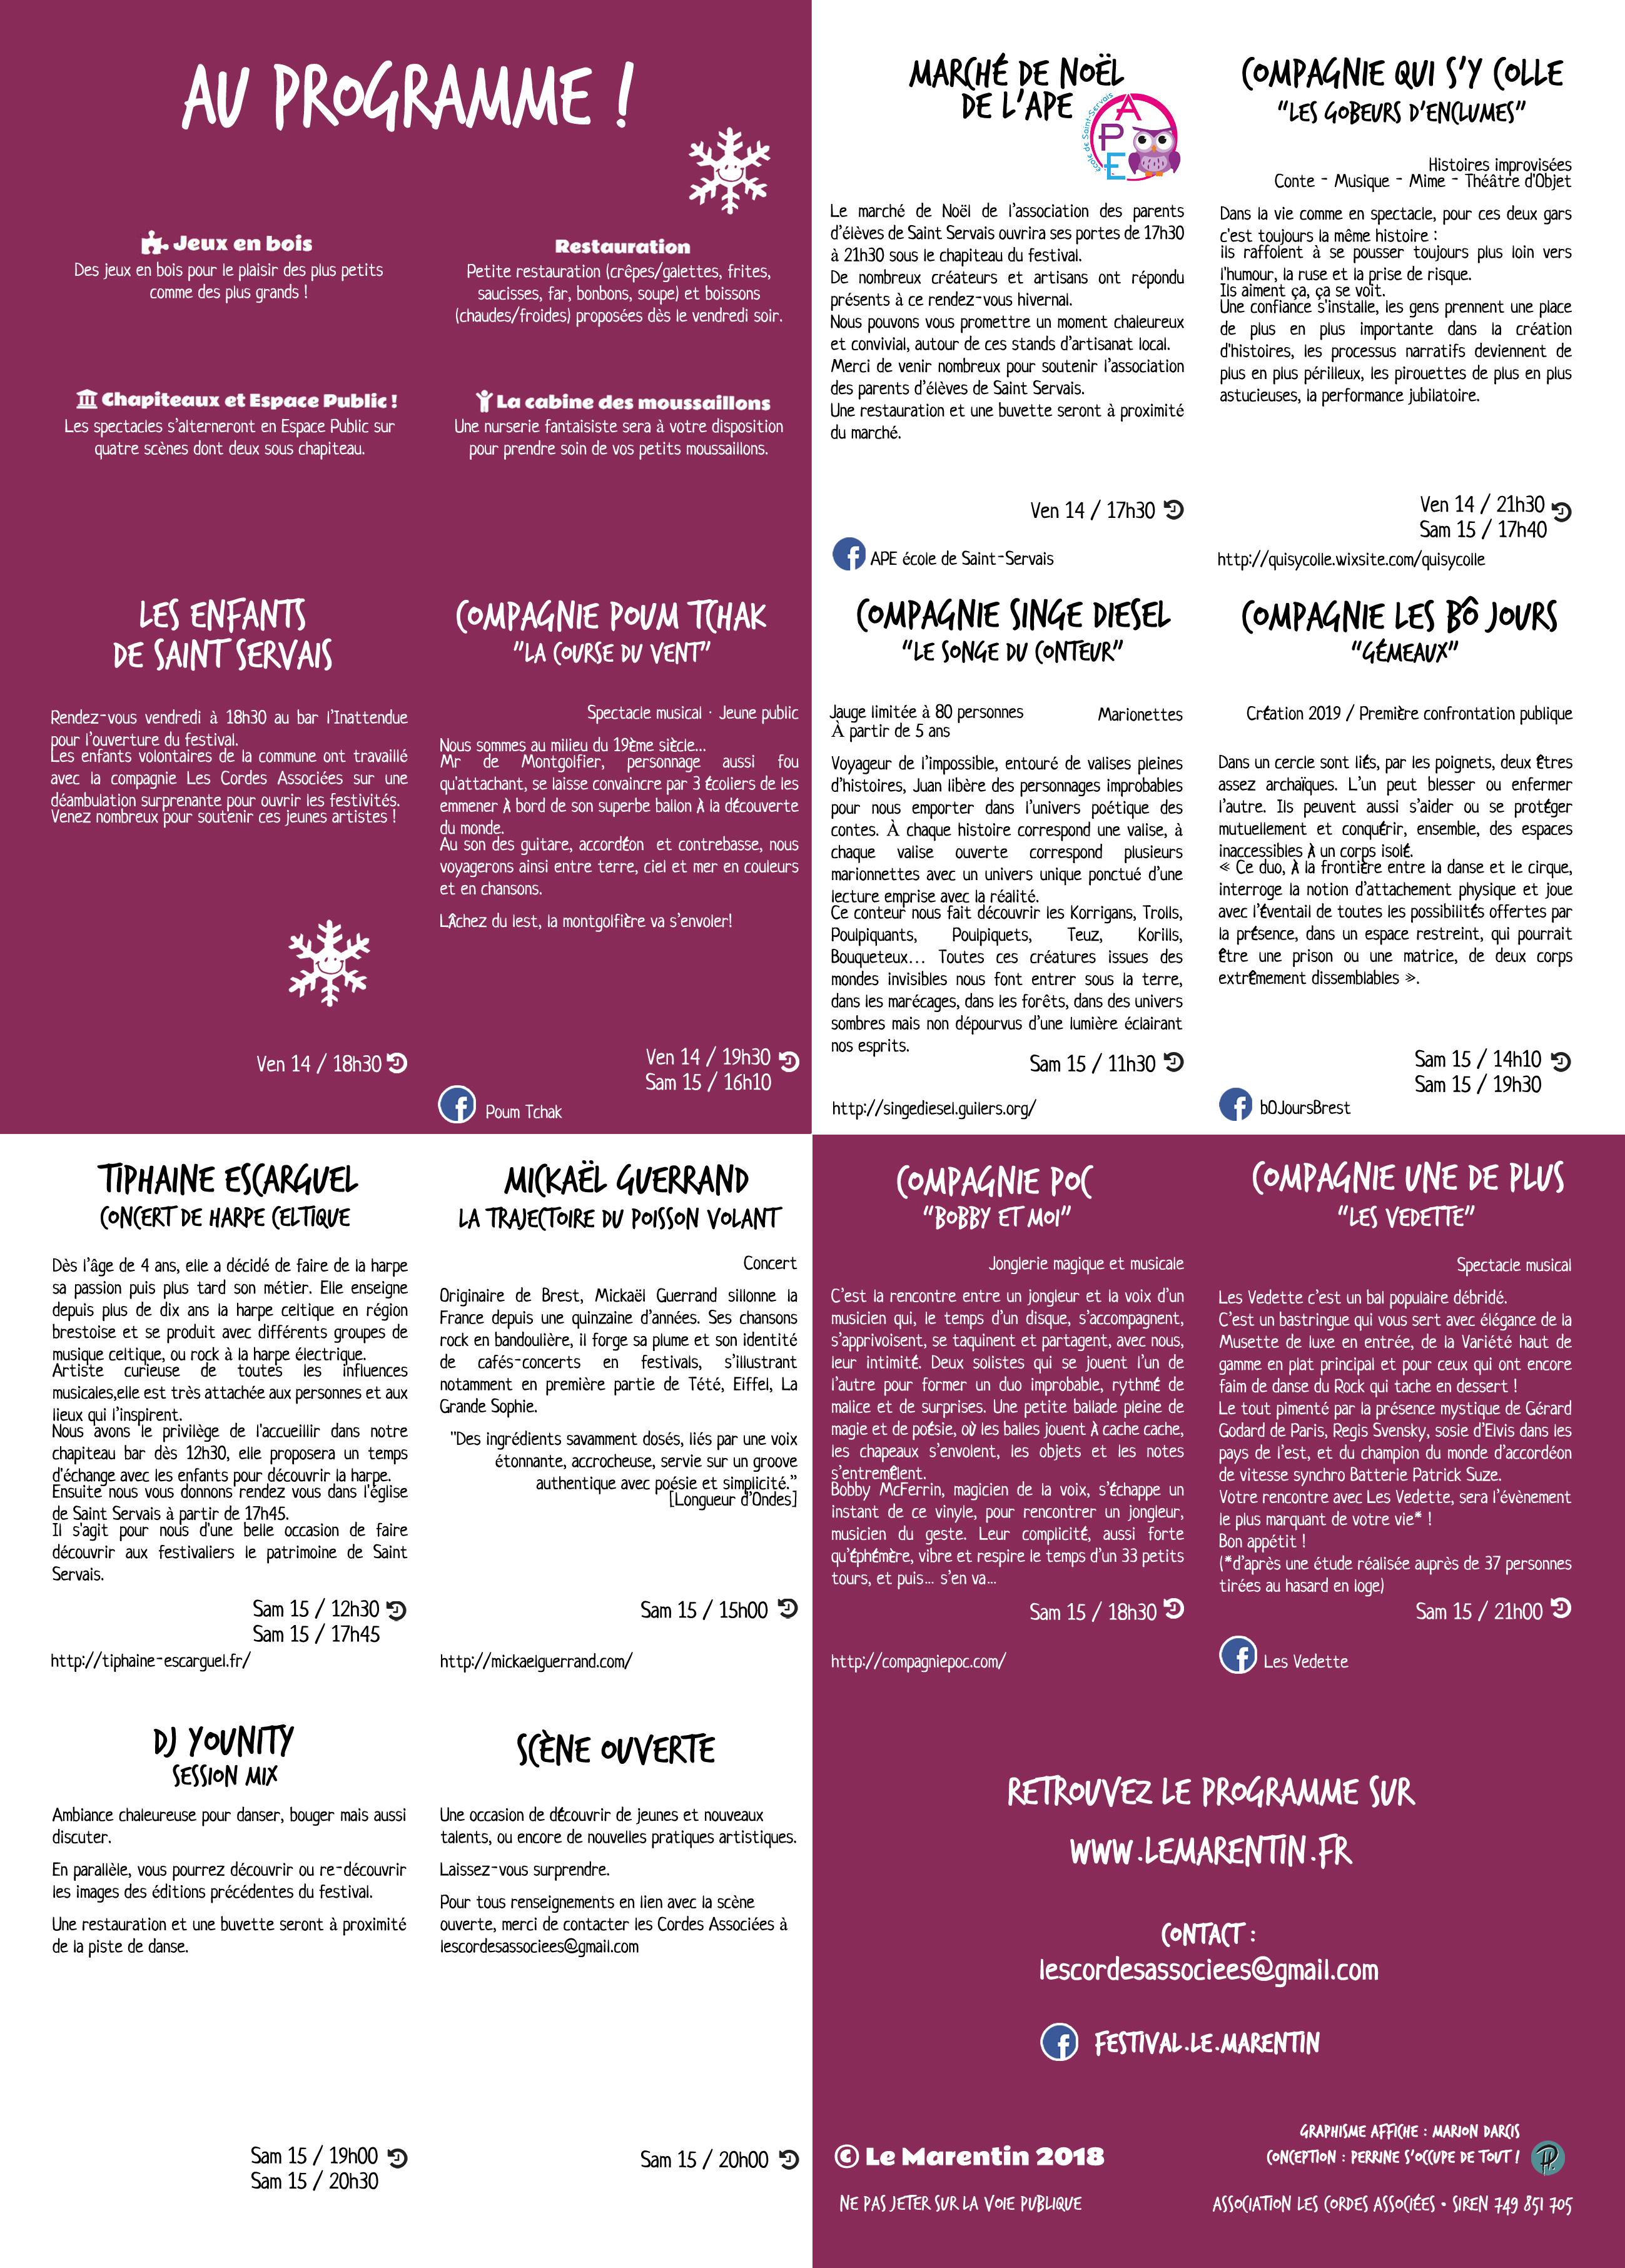 AU PROGRAMME !
Jeux en bois
Des jeux en bois pour le plaisir des plus petits
comme des plus grands !
Restauration
Petite restauration (crêpes/galettes, frites,
saucisses, far, bonbons, soupe) et boissons
(chaudes/froides) proposées dès le vendredi soir.
Chapiteaux et Espace Public !
Les spectacles s'alterneront en Espace Public sur
quatre scènes dont deux sous chapiteau.
La cabine des moussaillons
Une nurserie fantaisiste sera à votre disposition
pour prendre soin de vos petits moussaillons.
LES ENFANTS
DE SAINT SERVAIS
Rendez-vous vendredi à 18h30 au bar l'Inattendue
pour l'ouverture du festival.
Les enfants volontaires de la commune ont travaillé
avec la compagnie Les Cordes Associées sur une
déambulation surprenante pour ouvrir les festivités.
Venez nombreux pour soutenir ces jeunes artistes !
Ven 14 / 18h30
COMPAGNIE POUM TCHAK
"LA COURSE DU VENT"
Spectacle musical · Jeune public
Nous sommes au milieu du 19ème siècle...
Mr de Montgolfier, personnage aussi fou
qu'attachant, se laisse convaincre par 3 écoliers de les
emmener à bord de son superbe ballon à la découverte
du monde.
Au son des guitare, accordéon et contrebasse, nous
voyagerons ainsi entre terre, ciel et mer en couleurs
et en chansons.
Lâchez du lest, la montgolfière va s'envoler!
Ven 14 / 19h30
Sam 15 / 16h10
Poum Tchak
MARCHÉ DE NOËL
DE L'APE
École de Saint-Servais
APE
Le marché de Noël de l'association des parents
d'élèves de Saint Servais ouvrira ses portes de 17h30
à 21h30 sous le chapiteau du festival.
De nombreux créateurs et artisans ont répondu
présents à ce rendez-vous hivernal.
Nous pouvons vous promettre un moment chaleureux
et convivial, autour de ces stands d'artisanat local.
Merci de venir nombreux pour soutenir l'association
des parents d'élèves de Saint Servais.
Une restauration et une buvette seront à proximité
du marché.
Ven 14 / 17h30
APE école de Saint-Servais
COMPAGNIE QUI S'Y COLLE
"LES GOBEURS D'ENCLUMES"
Histoires improvisées
Conte - Musique - Mime - Théâtre d'Objet
Dans la vie comme en spectacle, pour ces deux gars
c'est toujours la même histoire :
ils raffolent à se pousser toujours plus loin vers
l'humour, la ruse et la prise de risque.
Ils aiment ça, ça se voit.
Une confiance s'installe, les gens prennent une place
de plus en plus importante dans la création
d'histoires, les processus narratifs deviennent de
plus en plus périlleux, les pirouettes de plus en plus
astucieuses, la performance jubilatoire.
Ven 14 / 21h30
Sam 15 / 17h40
http://quisycolle.wixsite.com/quisycolle
COMPAGNIE SINGE DIESEL
"LE SONGE DU CONTEUR"
Jauge limitée à 80 personnes
À partir de 5 ans
Marionettes
Voyageur de l'impossible, entouré de valises pleines
d'histoires, Juan libère des personnages improbables
pour nous emporter dans l'univers poétique des
contes. À chaque histoire correspond une valise, à
chaque valise ouverte correspond plusieurs
marionnettes avec un univers unique ponctué d'une
lecture emprise avec la réalité.
Ce conteur nous fait découvrir les Korrigans, Trolls,
Poulpiquants, Poulpiquets, Teuz, Korills,
Bouqueteux… Toutes ces créatures issues des
mondes invisibles nous font entrer sous la terre,
dans les marécages, dans les forêts, dans des univers
sombres mais non dépourvus d'une lumière éclairant
nos esprits.
Sam 15 / 11h30
http://singediesel.guilers.org/
COMPAGNIE LES BÔ JOURS
"GÉMEAUX"
Création 2019 / Première confrontation publique
Dans un cercle sont liés, par les poignets, deux êtres
assez archaïques. L'un peut blesser ou enfermer
l'autre. Ils peuvent aussi s'aider ou se protéger
mutuellement et conquérir, ensemble, des espaces
inaccessibles à un corps isolé.
« Ce duo, à la frontière entre la danse et le cirque,
interroge la notion d'attachement physique et joue
avec l'éventail de toutes les possibilités offertes par
la présence, dans un espace restreint, qui pourrait
être une prison ou une matrice, de deux corps
extrêmement dissemblables ».
Sam 15 / 14h10
Sam 15 / 19h30
bOJoursBrest
TIPHAINE ESCARGUEL
CONCERT DE HARPE CELTIQUE
Dès l'âge de 4 ans, elle a décidé de faire de la harpe
sa passion puis plus tard son métier. Elle enseigne
depuis plus de dix ans la harpe celtique en région
brestoise et se produit avec différents groupes de
musique celtique, ou rock à la harpe électrique.
Artiste curieuse de toutes les influences
musicales,elle est très attachée aux personnes et aux
lieux qui l'inspirent.
Nous avons le privilège de l'accueillir dans notre
chapiteau bar dès 12h30, elle proposera un temps
d'échange avec les enfants pour découvrir la harpe.
Ensuite nous vous donnons rendez vous dans l'église
de Saint Servais à partir de 17h45.
Il s'agit pour nous d'une belle occasion de faire
découvrir aux festivaliers le patrimoine de Saint
Servais.
Sam 15 / 12h30
Sam 15 / 17h45
http://tiphaine-escarguel.fr/
MICKAËL GUERRAND
LA TRAJECTOIRE DU POISSON VOLANT
Concert
Originaire de Brest, Mickaël Guerrand sillonne la
France depuis une quinzaine d'années. Ses chansons
rock en bandoulière, il forge sa plume et son identité
de cafés-concerts en festivals, s'illustrant
notamment en première partie de Tété, Eiffel, La
Grande Sophie.
"Des ingrédients savamment dosés, liés par une voix
étonnante, accrocheuse, servie sur un groove
authentique avec poésie et simplicité."
[Longueur d'Ondes]
Sam 15 / 15h00
http://mickaelguerrand.com/
COMPAGNIE POC
"BOBBY ET MOI"
Jonglerie magique et musicale
C'est la rencontre entre un jongleur et la voix d'un
musicien qui, le temps d'un disque, s'accompagnent,
s'apprivoisent, se taquinent et partagent, avec nous,
leur intimité. Deux solistes qui se jouent l'un de
l'autre pour former un duo improbable, rythmé de
malice et de surprises. Une petite ballade pleine de
magie et de poésie, où les balles jouent à cache cache,
les chapeaux s'envolent, les objets et les notes
s'entremêlent.
Bobby McFerrin, magicien de la voix, s'échappe un
instant de ce vinyle, pour rencontrer un jongleur,
musicien du geste. Leur complicité, aussi forte
qu'éphémère, vibre et respire le temps d'un 33 petits
tours, et puis... s'en va...
Sam 15 / 18h30
http://compagniepoc.com/
COMPAGNIE UNE DE PLUS
"LES VEDETTE"
Spectacle musical
Les Vedette c'est un bal populaire débridé.
C'est un bastringue qui vous sert avec élégance de la
Musette de luxe en entrée, de la Variété haut de
gamme en plat principal et pour ceux qui ont encore
faim de danse du Rock qui tache en dessert !
Le tout pimenté par la présence mystique de Gérard
Godard de Paris, Regis Svensky, sosie d'Elvis dans les
pays de l'est, et du champion du monde d'accordéon
de vitesse synchro Batterie Patrick Suze.
Votre rencontre avec Les Vedette, sera l'évènement
le plus marquant de votre vie* !
Bon appétit !
(*d'après une étude réalisée auprès de 37 personnes
tirées au hasard en loge)
Sam 15 / 21h00
Les Vedette
DJ YOUNITY
SESSION MIX
Ambiance chaleureuse pour danser, bouger mais aussi
discuter.
En parallèle, vous pourrez découvrir ou re-découvrir
les images des éditions précédentes du festival.
Une restauration et une buvette seront à proximité
de la piste de danse.
Sam 15 / 19h00
Sam 15 / 20h30
SCÈNE OUVERTE
Une occasion de découvrir de jeunes et nouveaux
talents, ou encore de nouvelles pratiques artistiques.
Laissez-vous surprendre.
Pour tous renseignements en lien avec la scène
ouverte, merci de contacter les Cordes Associées à
lescordesassociees@gmail.com
Sam 15 / 20h00
RETROUVEZ LE PROGRAMME SUR
WWW.LEMARENTIN.FR
CONTACT :
lescordesassociees@gmail.com
FESTIVAL.LE.MARENTIN
© Le Marentin 2018
NE PAS JETER SUR LA VOIE PUBLIQUE
GRAPHISME AFFICHE : MARION DARCIS
CONCEPTION : PERRINE S'OCCUPE DE TOUT !
ASSOCIATION LES CORDES ASSOCIÉES • SIREN 749 851 705